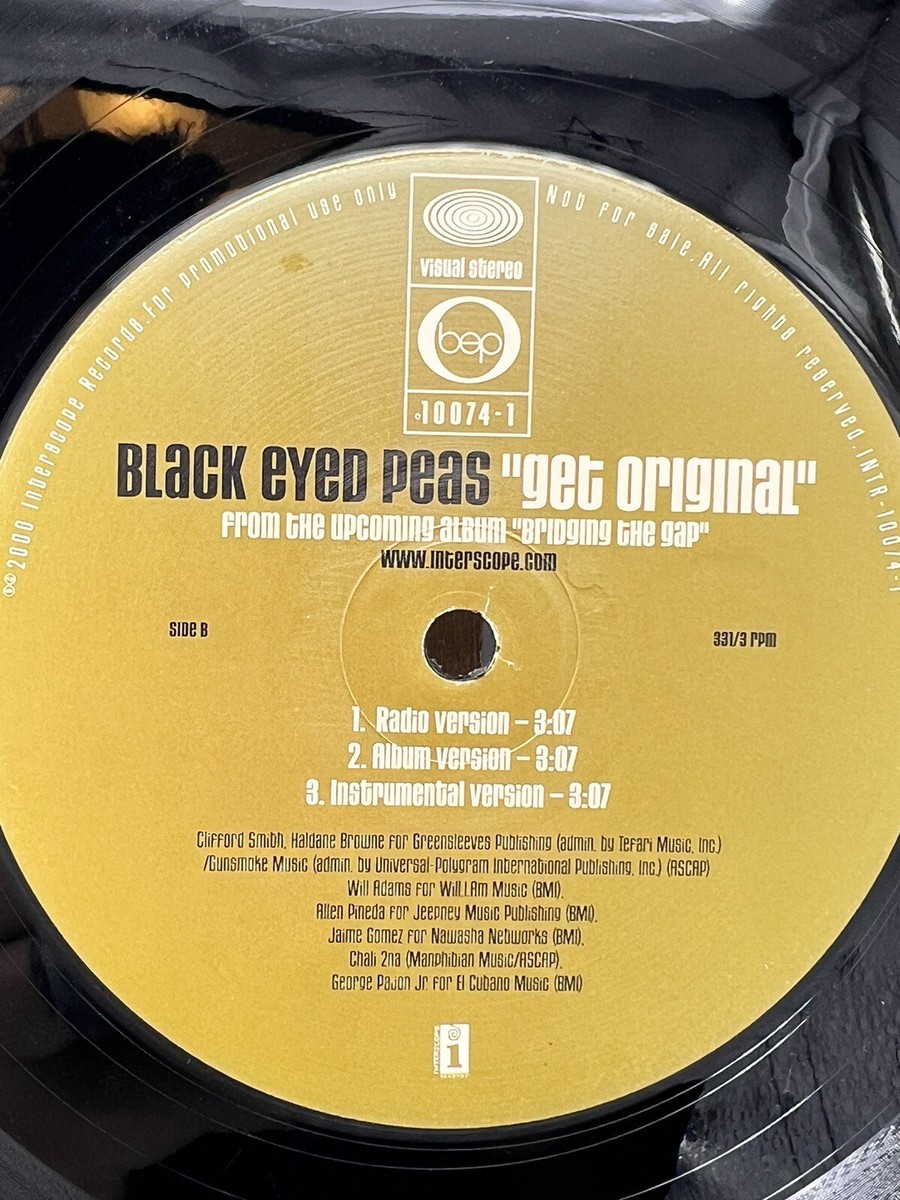 ℗© 2000 Interscope Records. For promotional use only
Not for sale. All rights reserved. INTR-10074-1
visual stereo
bep
10074-1
BLACK EYED PEAS "get original"
From the upcoming album "Bridging the gap"
www.interscope.com
Side B
331/3 rpm
1. Radio version – 3:07
2. Album version – 3:07
3. Instrumental version – 3:07
Clifford Smith, Haldane Browne for Greensleeves Publishing (admin. by Tefari Music, Inc.)
/Gunsmoke Music (admin. by Universal-Polygram International Publishing, Inc.) (ASCAP)
Will Adams for Will.I.Am Music (BMI),
Allen Pineda for Jeepney Music Publishing (BMI),
Jaime Gomez for Nawasha Networks (BMI),
Chali 2na (Manphibian Music/ASCAP),
George Pajon Jr. for El Cubano Music (BMI)
INTERSCOPE
i